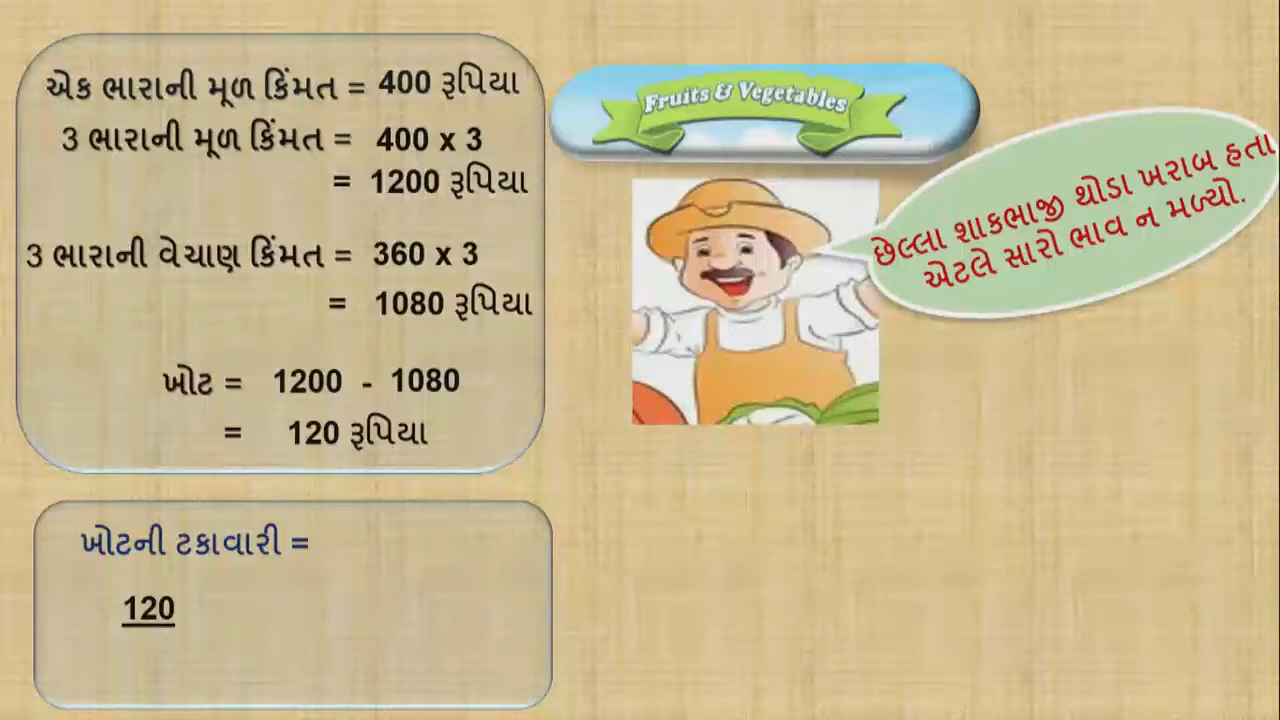 એક ભારાની મૂળ કિંમત = 400 રૂપિયા
3 ભારાની મૂળ કિંમત = 400 x 3
= 1200 રૂપિયા
3 ભારાની વેચાણ કિંમત = 360 x 3
= 1080 રૂપિયા
ખોટ = 1200 - 1080
= 120 રૂપિયા
ખોટની ટકાવારી =
120
Fruits & Vegetables
છેલ્લા શાકભાજી થોડા ખરાબ હતા
એટલે સારો ભાવ ન મળ્યો.